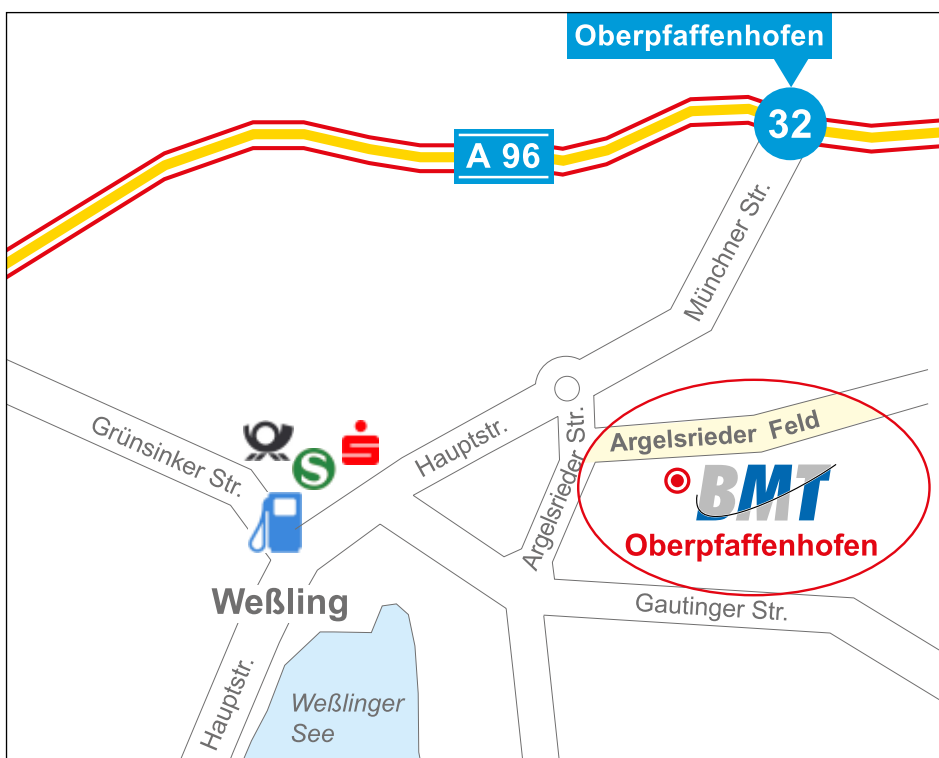 Oberpfaffenhofen
32
A 96
Münchner Str.
Grünsinker Str.
S
Hauptstr.
Argelsrieder Str.
Argelsrieder Feld
BMT
Oberpfaffenhofen
Weßling
Gautinger Str.
Hauptstr.
Weßlinger
See